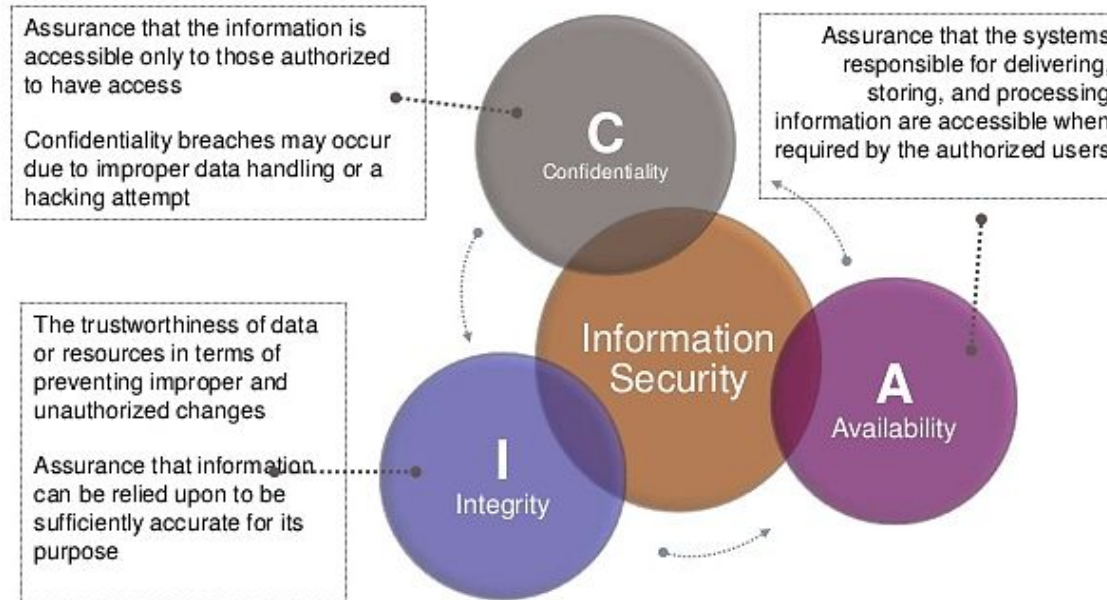 Assurance that the information is
accessible only to those authorized
to have access
Confidentiality breaches may occur
due to improper data handling or a
hacking attempt
C
Confidentiality
Assurance that the systems
responsible for delivering,
storing, and processing
information are accessible when
required by the authorized users
Information
Security
The trustworthiness of data
or resources in terms of
preventing improper and
unauthorized changes
Assurance that information
can be relied upon to be
sufficiently accurate for its
purpose
I
Integrity
A
Availability